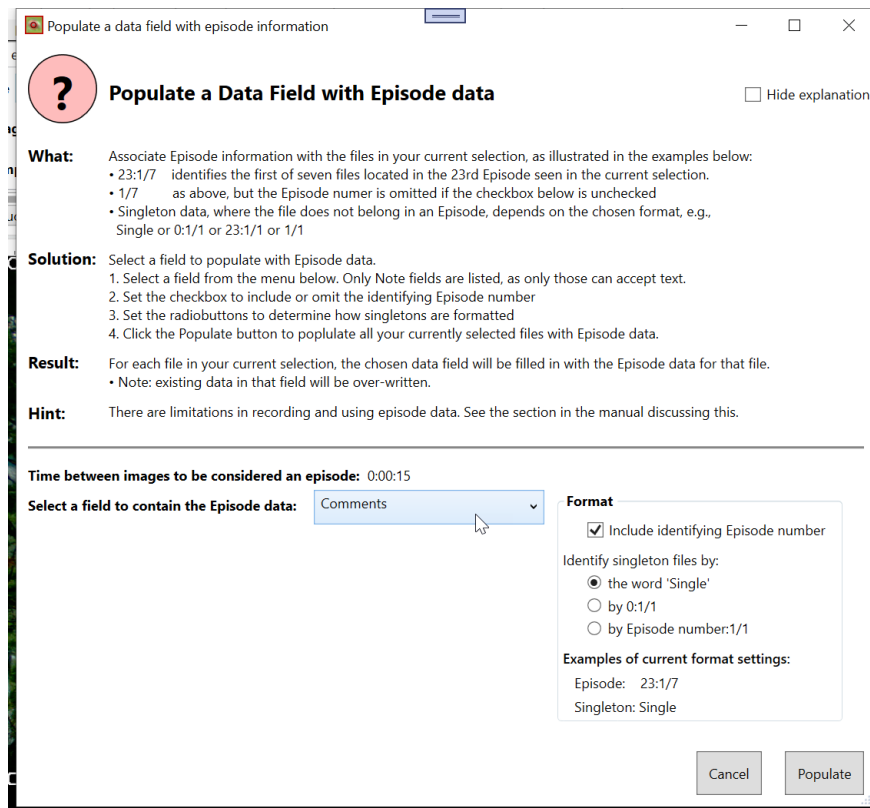 Populate a data field with episode information
?
Populate a Data Field with Episode data
Hide explanation
What:
Associate Episode information with the files in your current selection, as illustrated in the examples below:
• 23:1/7 identifies the first of seven files located in the 23rd Episode seen in the current selection.
• 1/7 as above, but the Episode numer is omitted if the checkbox below is unchecked
• Singleton data, where the file does not belong in an Episode, depends on the chosen format, e.g.,
Single or 0:1/1 or 23:1/1 or 1/1
Solution:
Select a field to populate with Episode data.
1. Select a field from the menu below. Only Note fields are listed, as only those can accept text.
2. Set the checkbox to include or omit the identifying Episode number
3. Set the radiobuttons to determine how singletons are formatted
4. Click the Populate button to poplulate all your currently selected files with Episode data.
Result:
For each file in your current selection, the chosen data field will be filled in with the Episode data for that file.
• Note: existing data in that field will be over-written.
Hint:
There are limitations in recording and using episode data. See the section in the manual discussing this.
Time between images to be considered an episode: 0:00:15
Select a field to contain the Episode data:
Comments
Format
Include identifying Episode number
Identify singleton files by:
the word 'Single'
by 0:1/1
by Episode number:1/1
Examples of current format settings:
Episode: 23:1/7
Singleton: Single
Cancel
Populate